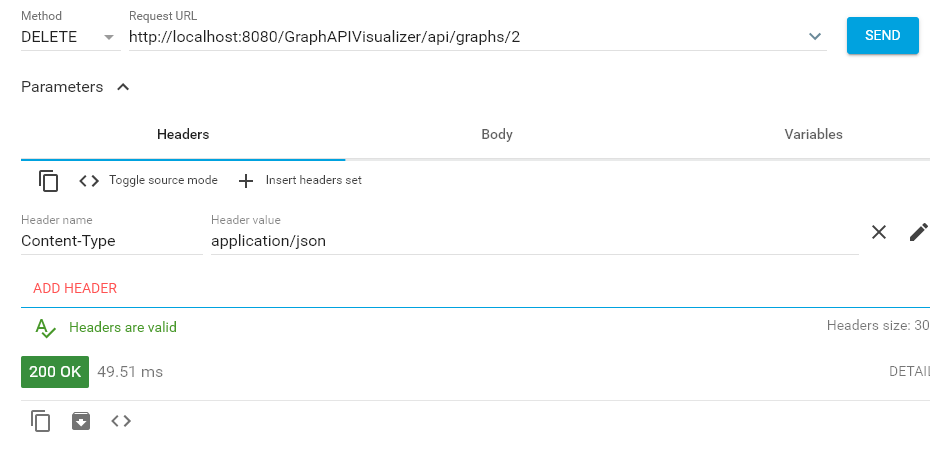 Method
Request URL
DELETE
http://localhost:8080/GraphAPIVisualizer/api/graphs/2
SEND
Parameters
Headers
Body
Variables
Toggle source mode
Insert headers set
Header name
Header value
Content-Type
application/json
ADD HEADER
Headers are valid
Headers size: 30
200 OK
49.51 ms
DETAIL